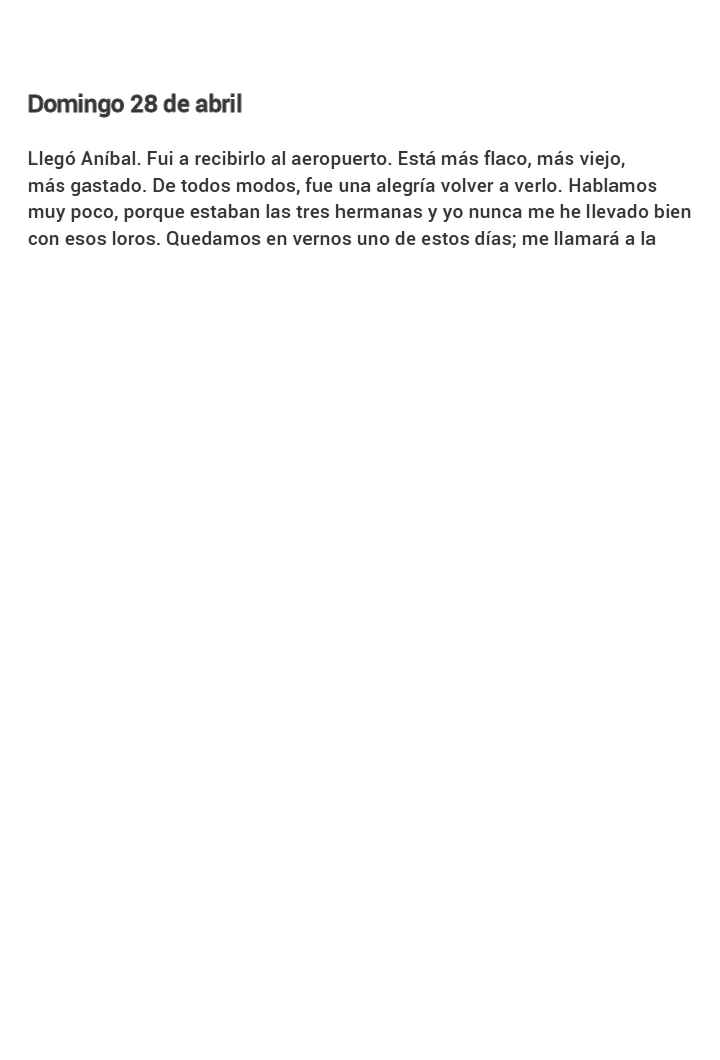 Domingo 28 de abril
Llegó Aníbal. Fui a recibirlo al aeropuerto. Está más flaco, más viejo,
más gastado. De todos modos, fue una alegría volver a verlo. Hablamos
muy poco, porque estaban las tres hermanas y yo nunca me he llevado bien
con esos loros. Quedamos en vernos uno de estos días; me llamará a la